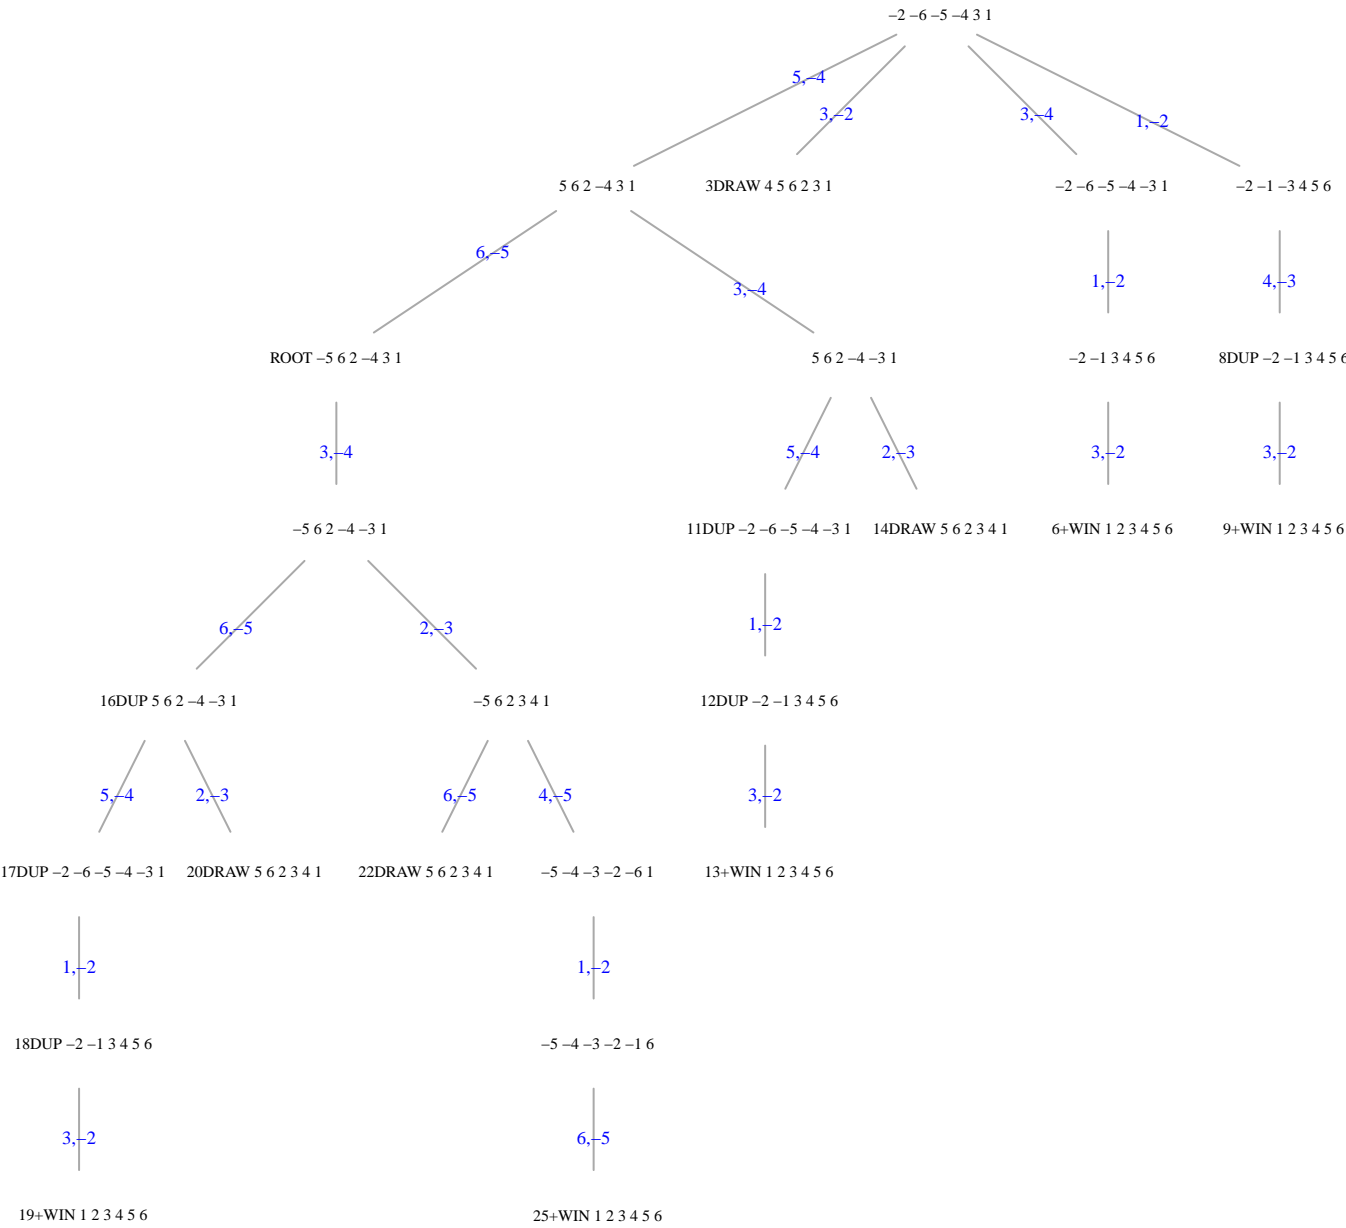 −2 −6 −5 −4 3 1
5,−4
3,−2
3,−4
1,−2
5 6 2 −4 3 1
3DRAW 4 5 6 2 3 1
−2 −6 −5 −4 −3 1
−2 −1 −3 4 5 6
6,−5
3,−4
1,−2
4,−3
ROOT −5 6 2 −4 3 1
5 6 2 −4 −3 1
−2 −1 3 4 5 6
8DUP −2 −1 3 4 5 6
3,−4
5,−4
2,−3
3,−2
3,−2
−5 6 2 −4 −3 1
11DUP −2 −6 −5 −4 −3 1
14DRAW 5 6 2 3 4 1
6+WIN 1 2 3 4 5 6
9+WIN 1 2 3 4 5 6
6,−5
2,−3
1,−2
16DUP 5 6 2 −4 −3 1
−5 6 2 3 4 1
12DUP −2 −1 3 4 5 6
5,−4
2,−3
6,−5
4,−5
3,−2
17DUP −2 −6 −5 −4 −3 1
20DRAW 5 6 2 3 4 1
22DRAW 5 6 2 3 4 1
−5 −4 −3 −2 −6 1
13+WIN 1 2 3 4 5 6
1,−2
1,−2
18DUP −2 −1 3 4 5 6
−5 −4 −3 −2 −1 6
3,−2
6,−5
19+WIN 1 2 3 4 5 6
25+WIN 1 2 3 4 5 6